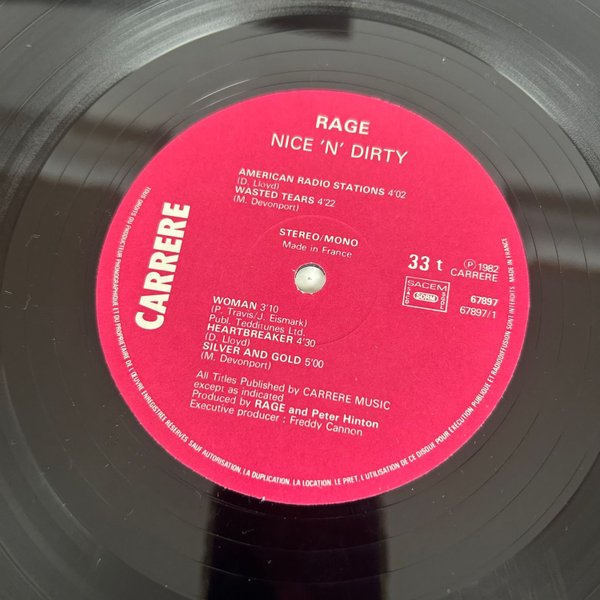 RAGE
NICE 'N' DIRTY
AMERICAN RADIO STATIONS 4'02
(D. Lloyd)
WASTED TEARS 4'22
(M. Devonport)
STEREO/MONO
Made in France
33 t
Ⓟ 1982
CARRERE
SACEM
SDRM
67897
67897/1
CARRERE
WOMAN 3'10
(P. Travis/J. Eismark)
Publ. Tedditunes Ltd.
HEARTBREAKER 4'30
(D. Lloyd)
SILVER AND GOLD 5'00
(M. Devonport)
All Titles Published by CARRERE MUSIC
except as indicated
Produced by RAGE and Peter Hinton
Executive producer : Freddy Cannon
TOUS DROITS DU PRODUCTEUR PHONOGRAPHIQUE ET DU PROPRIETAIRE DE L'ŒUVRE ENREGISTREE RESERVES. SAUF AUTORISATION, LA DUPLICATION, LA LOCATION, LE PRET, L'UTILISATION DE CE DISQUE POUR EXECUTION PUBLIQUE ET RADIODIFFUSION SONT INTERDITS. MADE IN FRANCE